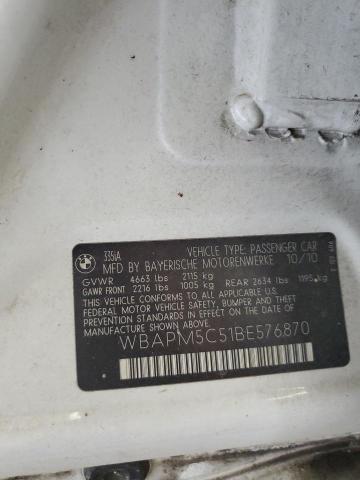 BMW
335iA VEHICLE TYPE: PASSENGER CAR
MFD BY BAYERISCHE MOTORENWERKE 10/10
GVWR 4663 lbs 2115 kg
GAWR FRONT 2216 lbs 1005 kg REAR 2634 lbs 1195 kg
THIS VEHICLE CONFORMS TO ALL APPLICABLE U.S. FEDERAL MOTOR VEHICLE SAFETY, BUMPER, AND THEFT PREVENTION STANDARDS IN EFFECT ON THE DATE OF MANUFACTURE SHOWN ABOVE.
WBAPM5C51BE576870